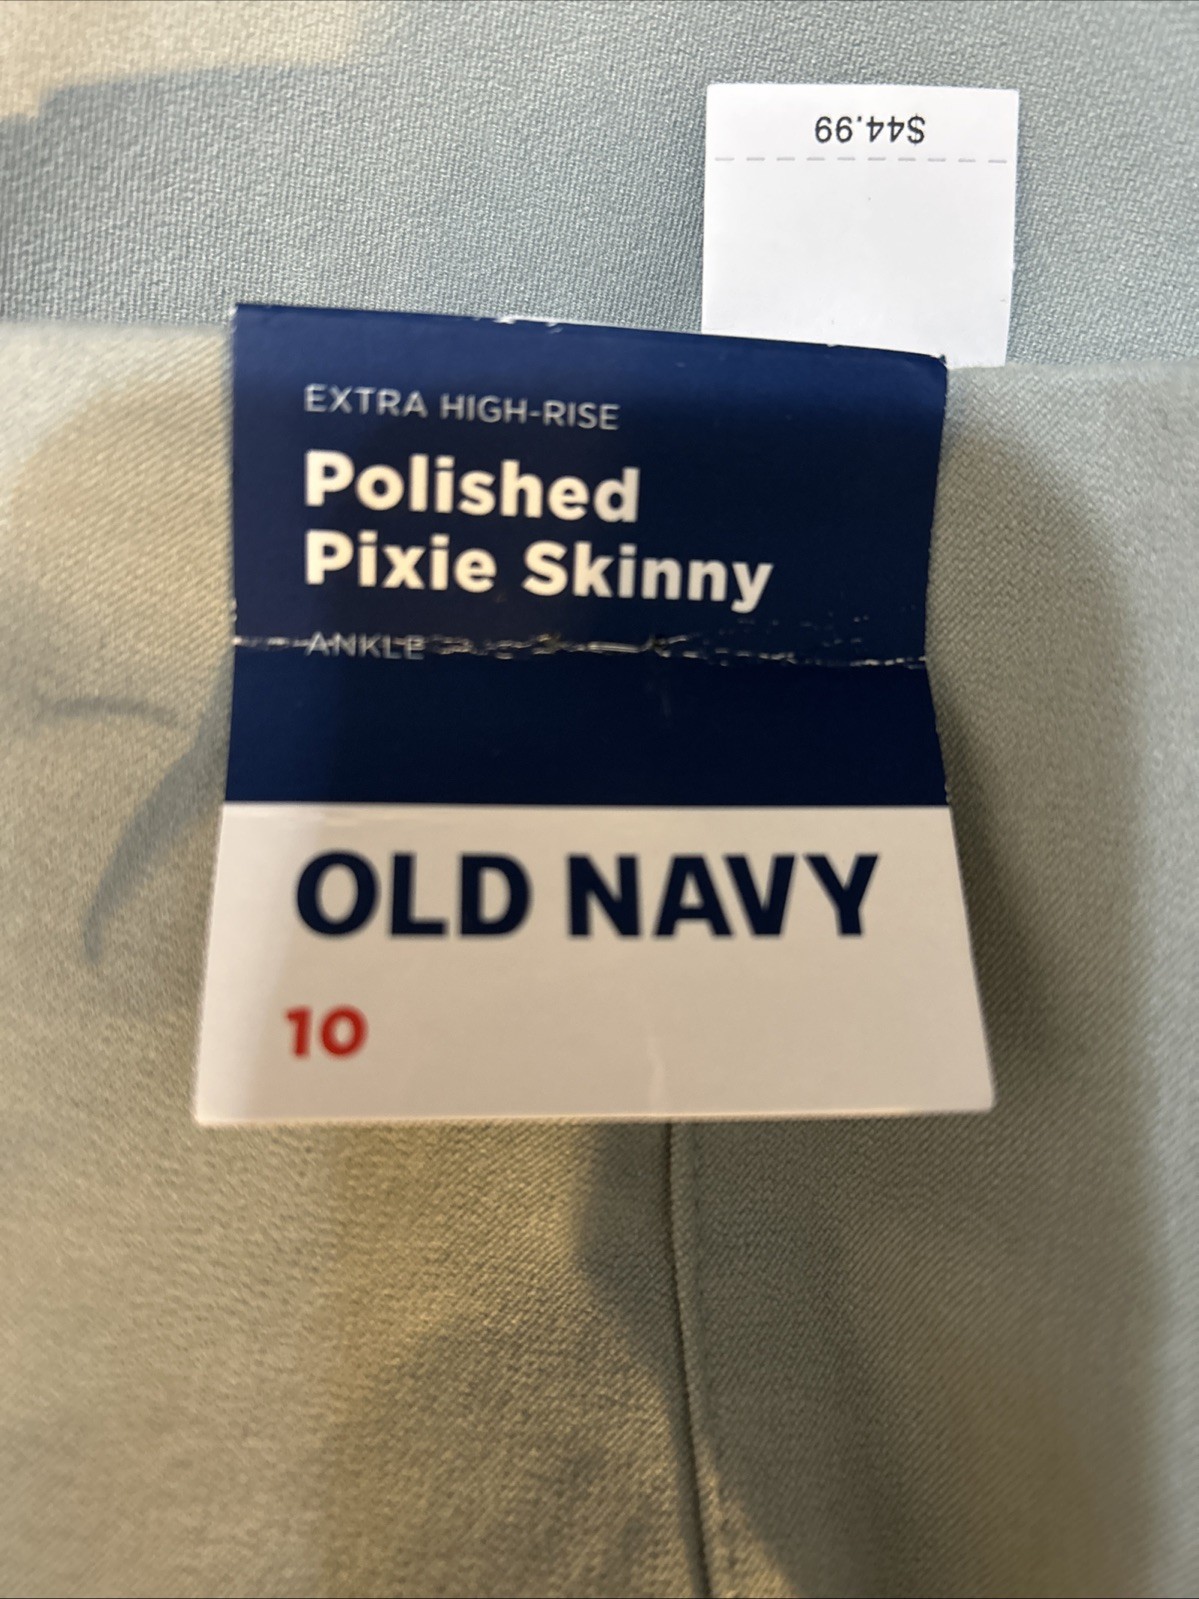 $44.99
EXTRA HIGH-RISE
Polished
Pixie Skinny
ANKLE
OLD NAVY
10